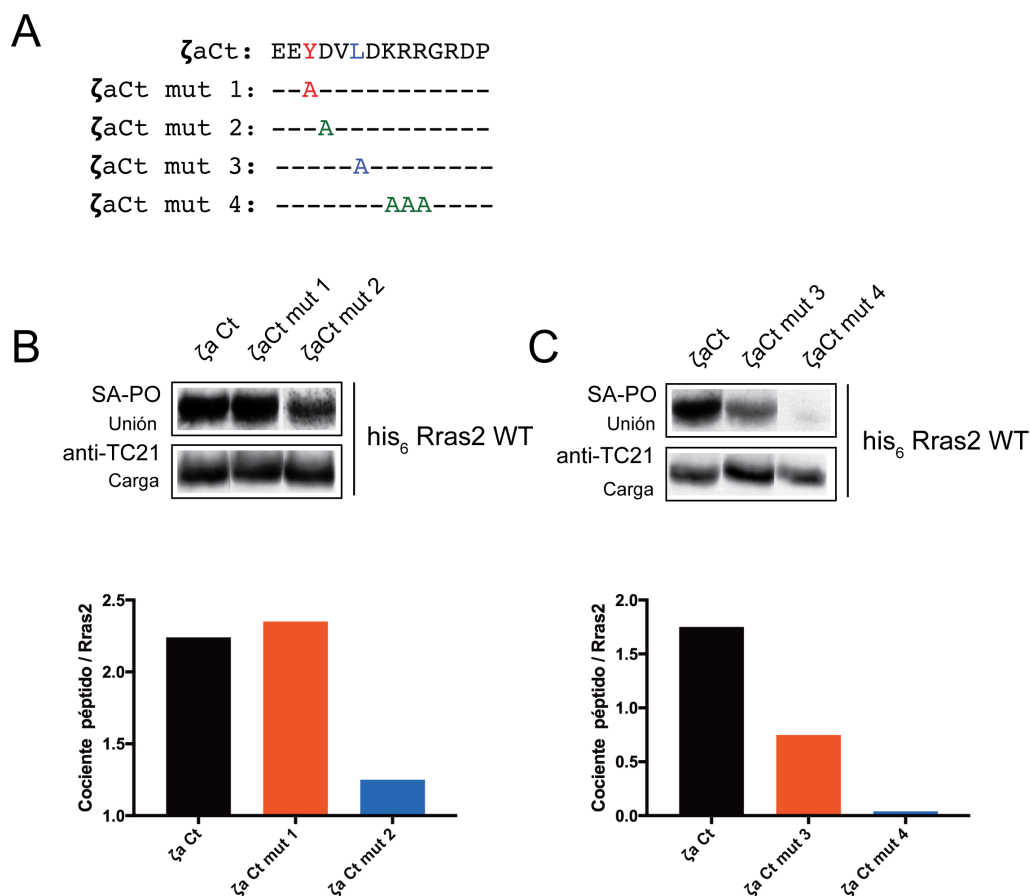 A
ζaCt: EEYDVLDKRRGRDP
ζaCt mut 1: --A-----------
ζaCt mut 2: ---A----------
ζaCt mut 3: -----A--------
ζaCt mut 4: -------AAA----
B
ζa Ct
ζaCt mut 1
ζaCt mut 2
SA-PO
Unión
anti-TC21
Carga
his6 Rras2 WT
Cociente péptido / Rras2
2.5
2.0
1.5
1.0
ζa Ct
ζa Ct mut 1
ζa Ct mut 2
C
ζaCt
ζaCt mut 3
ζaCt mut 4
SA-PO
Unión
anti-TC21
Carga
his6 Rras2 WT
Cociente péptido / Rras2
2.0
1.5
1.0
0.5
0.0
ζa Ct
ζa Ct mut 3
ζa Ct mut 4